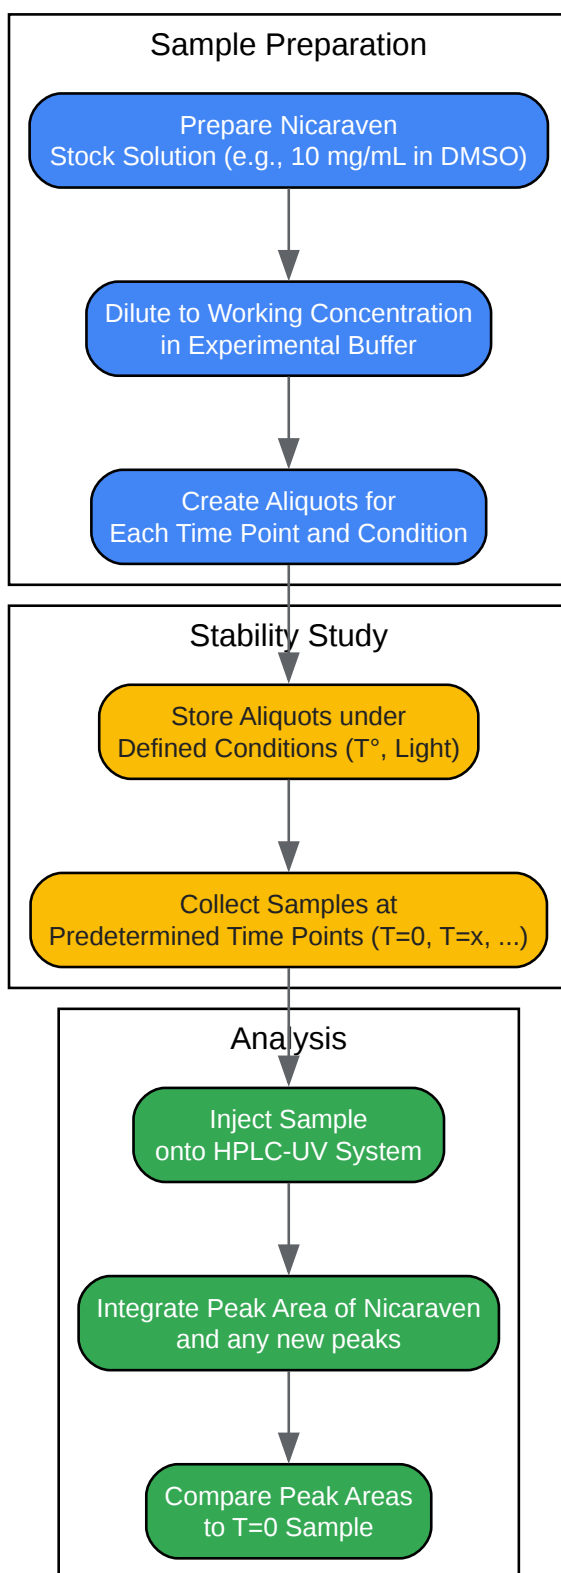 Sample Preparation
Prepare Nicaraven
Stock Solution (e.g., 10 mg/mL in DMSO)
Dilute to Working Concentration
in Experimental Buffer
Create Aliquots for
Each Time Point and Condition
Stability Study
Store Aliquots under
Defined Conditions (T°, Light)
Collect Samples at
Predetermined Time Points (T=0, T=x, ...)
Analysis
Inject Sample
onto HPLC-UV System
Integrate Peak Area of Nicaraven
and any new peaks
Compare Peak Areas
to T=0 Sample